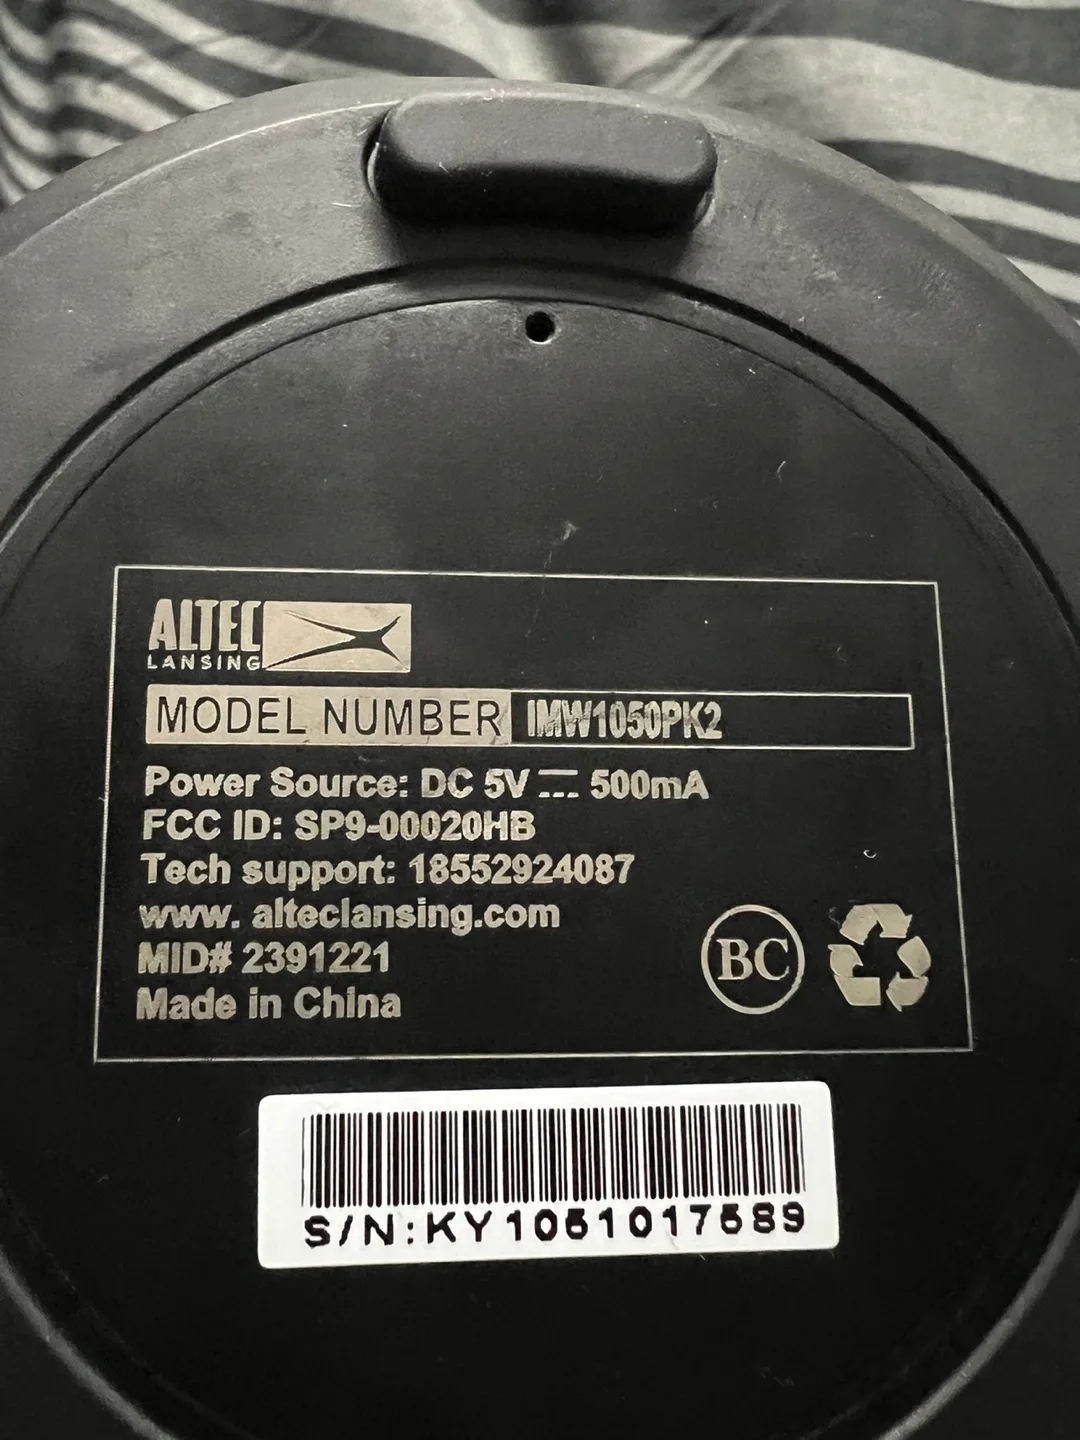 ALTEC
LANSING
MODEL NUMBER IMW1050PK2
Power Source: DC 5V ⎓ 500mA
FCC ID: SP9-00020HB
Tech support: 18552924087
www. alteclansing.com
MID# 2391221
Made in China
BC
S/N:KY1051017589